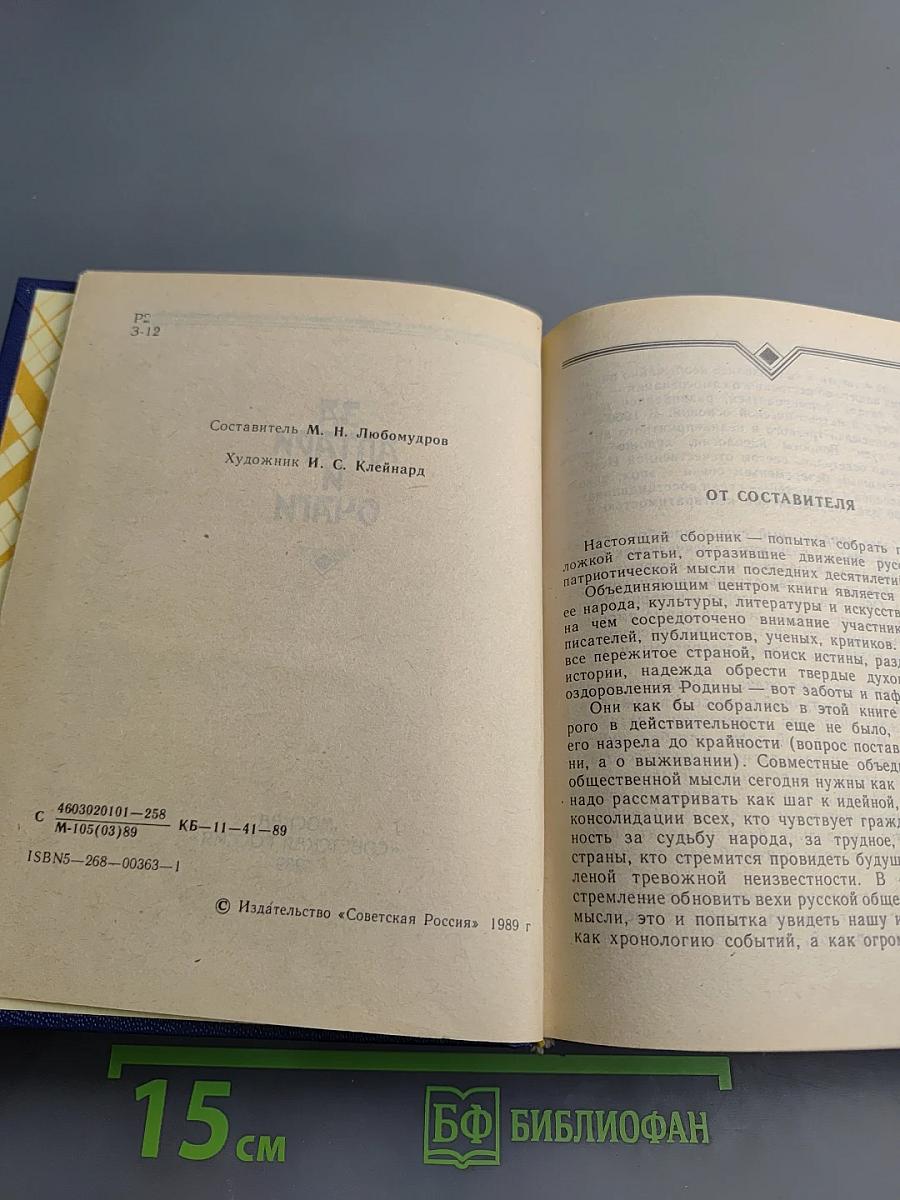 Р2
З-12
Составитель М. Н. Любомудров
Художник И. С. Клейнард
С 4603020101—258
М-105(03)89 КБ—11—41—89
ISBN5—268—00363—1
© Издательство «Советская Россия» 1989 г
ОТ СОСТАВИТЕЛЯ
Настоящий сборник — попытка собрать
ложкой статьи, отразившие движение рус
патриотической мысли последних десятилети
Объединяющим центром книги является
ее народа, культуры, литературы и искусств
на чем сосредоточено внимание участник
писателей, публицистов, ученых, критиков.
все пережитое страной, поиск истины, разд
истории, надежда обрести твердые духо
оздоровления Родины — вот заботы и паф
Они как бы собрались в этой книге
рого в действительности еще не было,
его назрела до крайности (вопрос постав
ни, а о выживании). Совместные объед
общественной мысли сегодня нужны как
надо рассматривать как шаг к идейной,
консолидации всех, кто чувствует гражд
ность за судьбу народа, за трудное,
страны, кто стремится провидеть будущ
леной тревожной неизвестности. В
стремление обновить вехи русской обще
мысли, это и попытка увидеть нашу и
как хронологию событий, а как огром
15 см
БФ БИБЛИОФАН